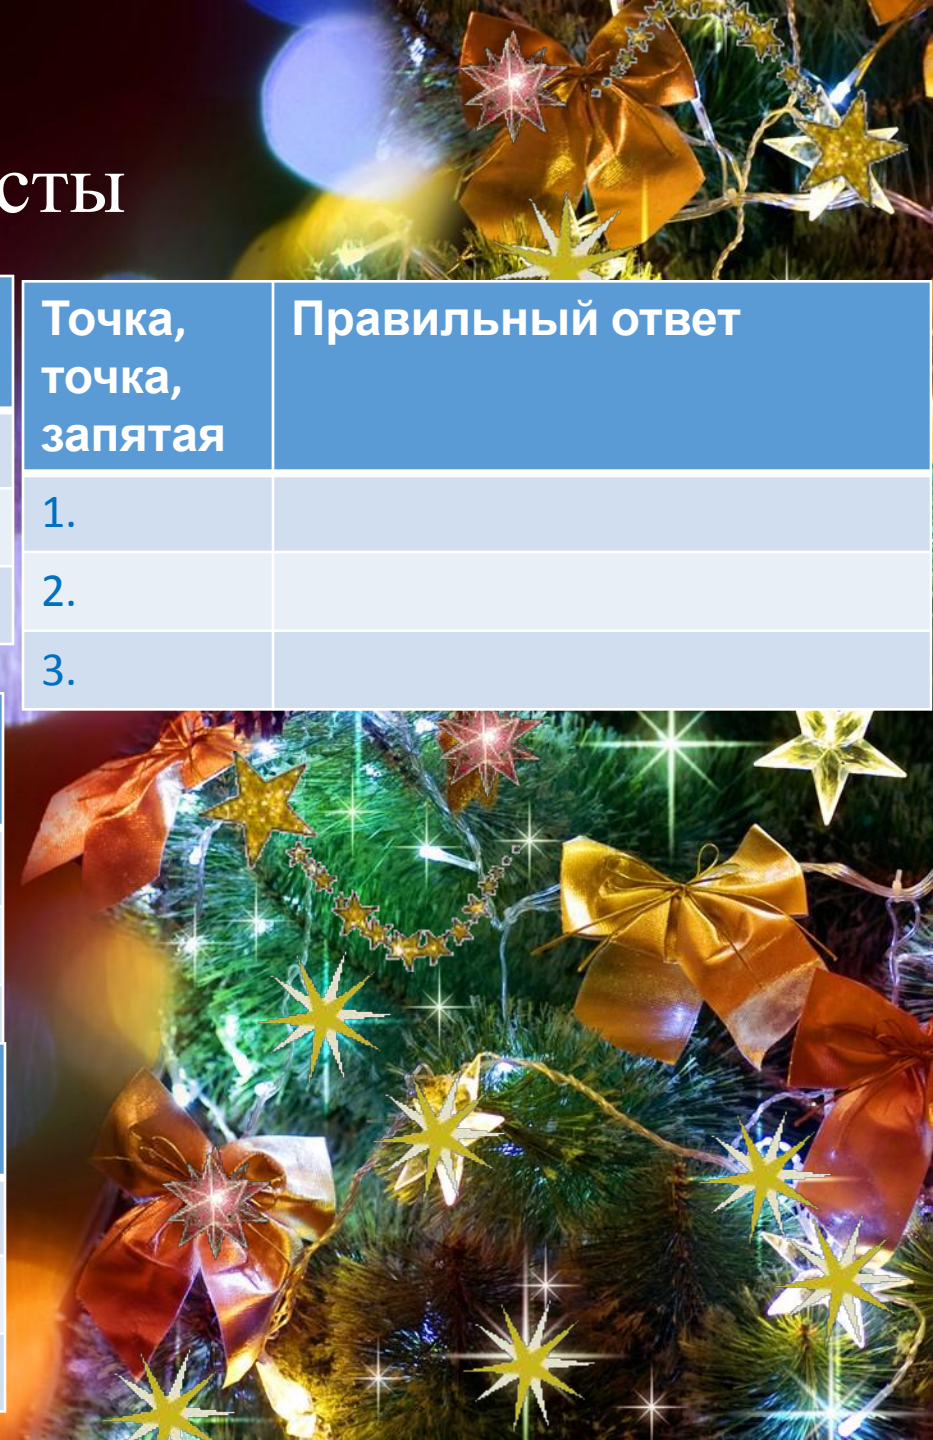 сты
Точка,
точка,
запятая
Правильный ответ
1.
2.
3.